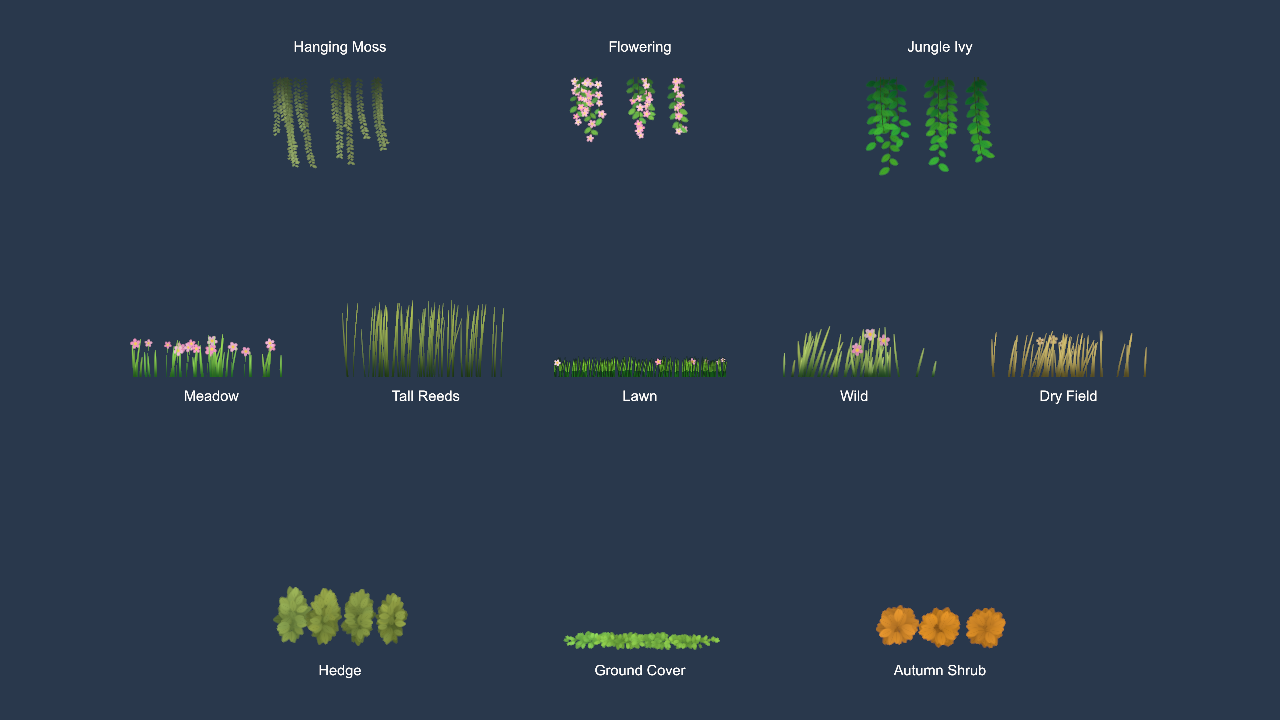 Hanging Moss
Flowering
Jungle Ivy
Meadow
Tall Reeds
Lawn
Wild
Dry Field
Hedge
Ground Cover
Autumn Shrub